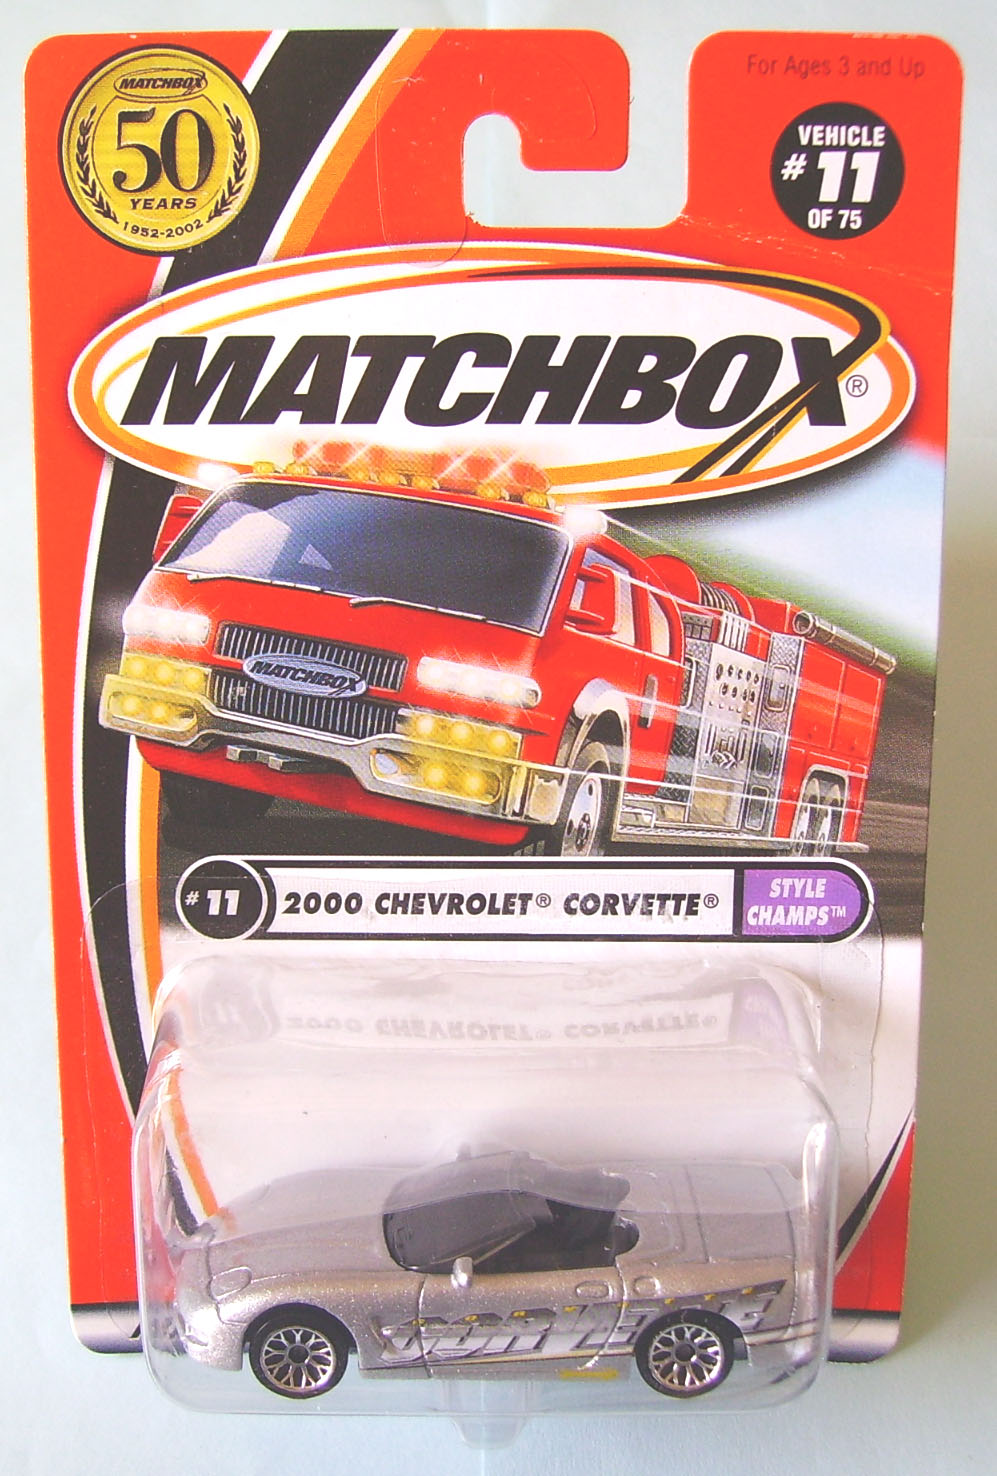 MATCHBOX
50
YEARS
1952-2002
For Ages 3 and Up
VEHICLE
# 11
OF 75
MATCHBOX®
MATCHBOX
#11
2000 CHEVROLET® CORVETTE®
STYLE
CHAMPS™
2000 CHEVROLET® CORVETTE®
CORVETTE